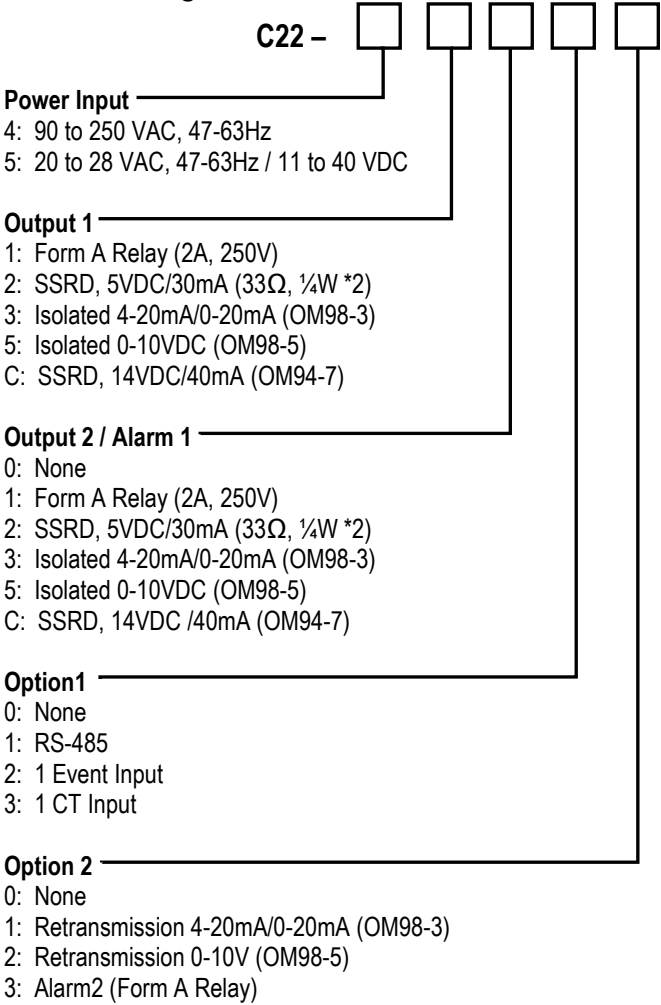 C22 –
Power Input
4: 90 to 250 VAC, 47-63Hz
5: 20 to 28 VAC, 47-63Hz / 11 to 40 VDC
Output 1
1: Form A Relay (2A, 250V)
2: SSRD, 5VDC/30mA (33Ω, ¼W *2)
3: Isolated 4-20mA/0-20mA (OM98-3)
5: Isolated 0-10VDC (OM98-5)
C: SSRD, 14VDC/40mA (OM94-7)
Output 2 / Alarm 1
0: None
1: Form A Relay (2A, 250V)
2: SSRD, 5VDC/30mA (33Ω, ¼W *2)
3: Isolated 4-20mA/0-20mA (OM98-3)
5: Isolated 0-10VDC (OM98-5)
C: SSRD, 14VDC /40mA (OM94-7)
Option1
0: None
1: RS-485
2: 1 Event Input
3: 1 CT Input
Option 2
0: None
1: Retransmission 4-20mA/0-20mA (OM98-3)
2: Retransmission 0-10V (OM98-5)
3: Alarm2 (Form A Relay)